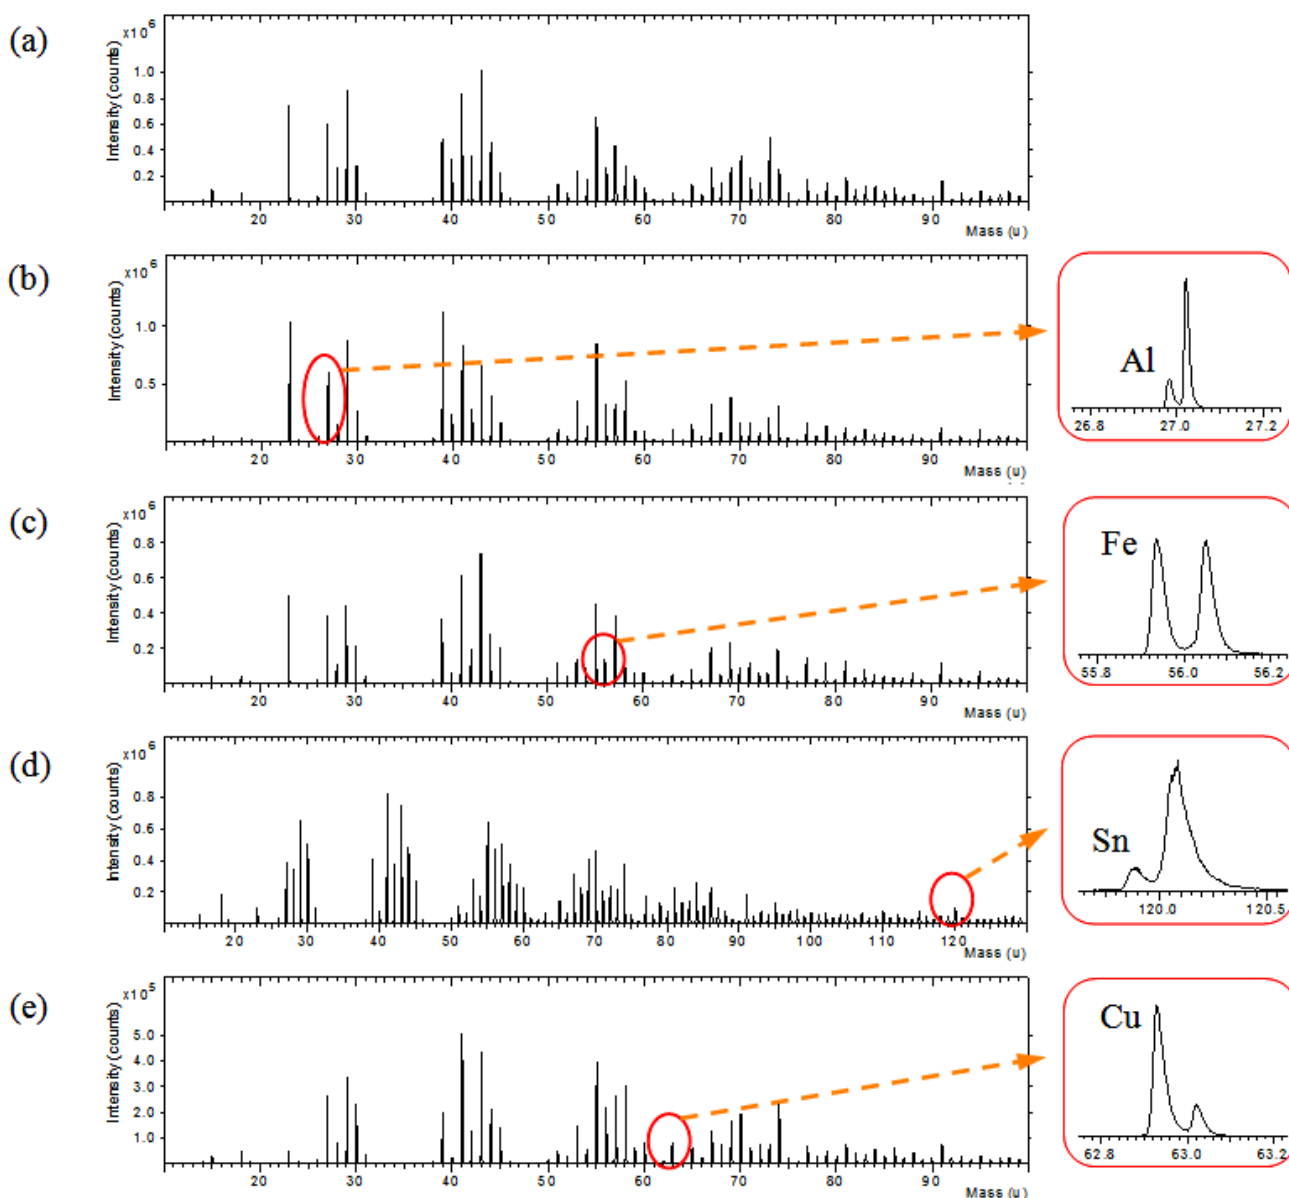 (a)
×10⁶
Intensity (counts)
1.0
0.8
0.6
0.4
0.2
20 30 40 50 60 70 80 90
Mass (u)
(b)
×10⁶
Intensity (counts)
1.0
0.5
20 30 40 50 60 70 80 90
Al
26.8 27.0 27.2
(c)
×10⁶
Intensity (counts)
0.8
0.6
0.4
0.2
20 30 40 50 60 70 80 90
Mass (u)
Fe
55.8 56.0 56.2
(d)
×10⁶
Intensity (counts)
0.8
0.6
0.4
0.2
20 30 40 50 60 70 80 90 100 110 120
Mass (u)
Sn
120.0 120.5
(e)
×10⁵
Intensity (counts)
5.0
4.0
3.0
2.0
1.0
20 30 40 50 60 70 80 90
Mass (u)
Cu
62.8 63.0 63.2